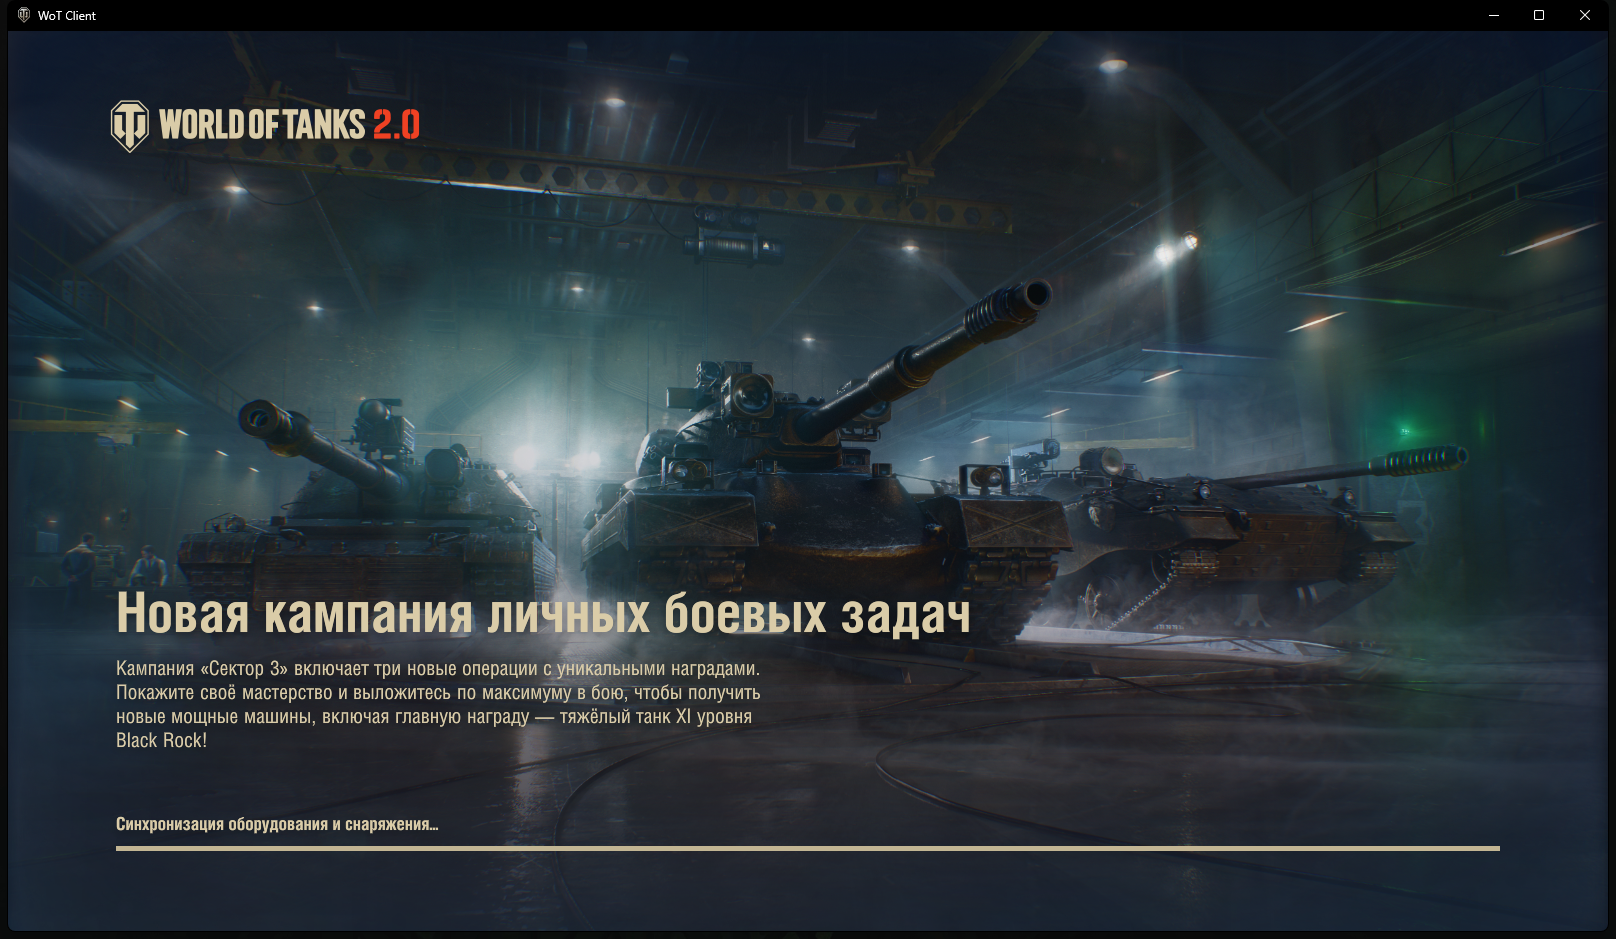 WoT Client
WORLD OF TANKS 2.0
Новая кампания личных боевых задач
Кампания «Сектор 3» включает три новые операции с уникальными наградами.
Покажите своё мастерство и выложитесь по максимуму в бою, чтобы получить
новые мощные машины, включая главную награду — тяжёлый танк XI уровня
Black Rock!
Синхронизация оборудования и снаряжения...